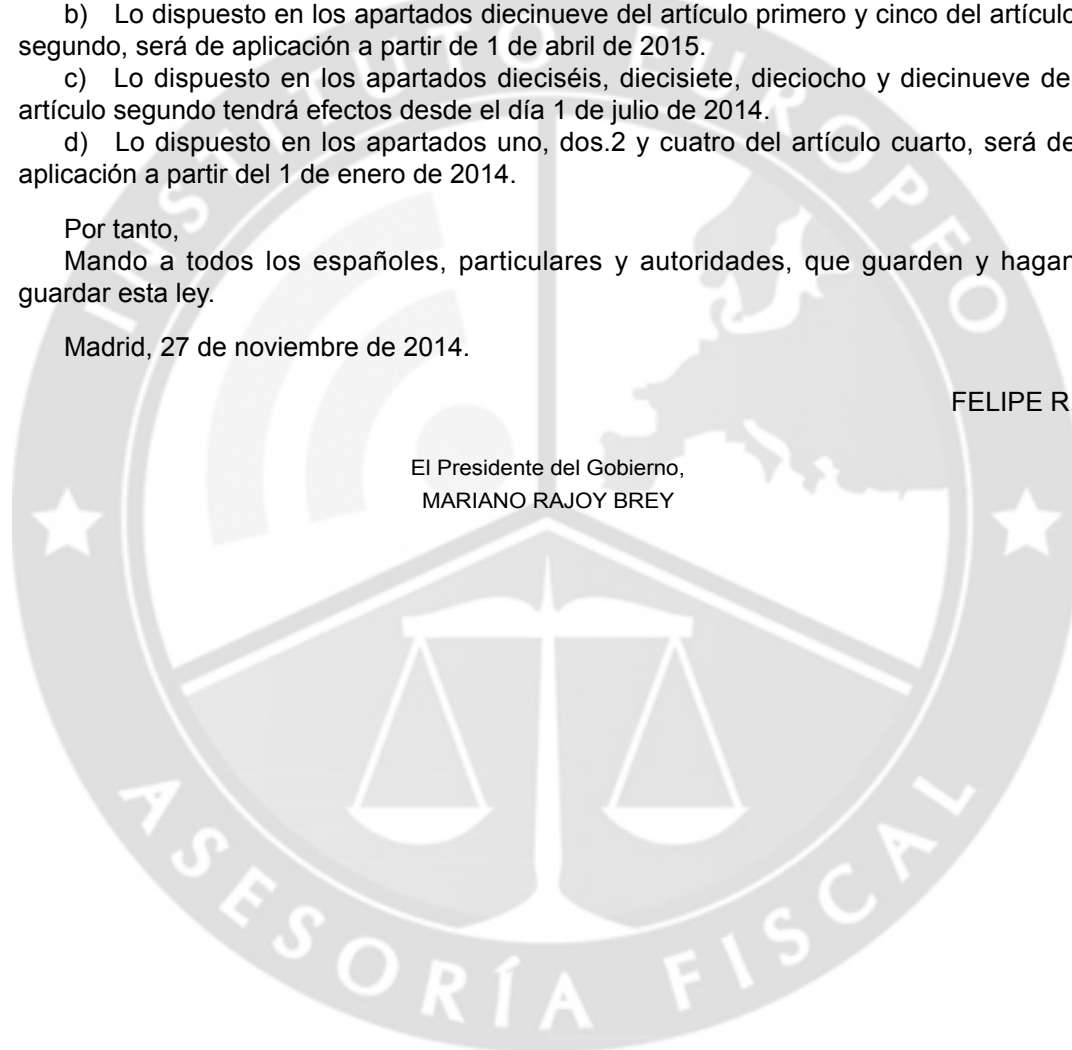 b) Lo dispuesto en los apartados diecinueve del artículo primero y cinco del artículo
segundo, será de aplicación a partir de 1 de abril de 2015.
c) Lo dispuesto en los apartados dieciséis, diecisiete, dieciocho y diecinueve de
artículo segundo tendrá efectos desde el día 1 de julio de 2014.
d) Lo dispuesto en los apartados uno, dos.2 y cuatro del artículo cuarto, será de
aplicación a partir del 1 de enero de 2014.
Por tanto,
Mando a todos los españoles, particulares y autoridades, que guarden y hagan
guardar esta ley.
Madrid, 27 de noviembre de 2014.
FELIPE R.
El Presidente del Gobierno,
MARIANO RAJOY BREY
INSTITUTO EUROPEO
ASESORÍA FISCAL